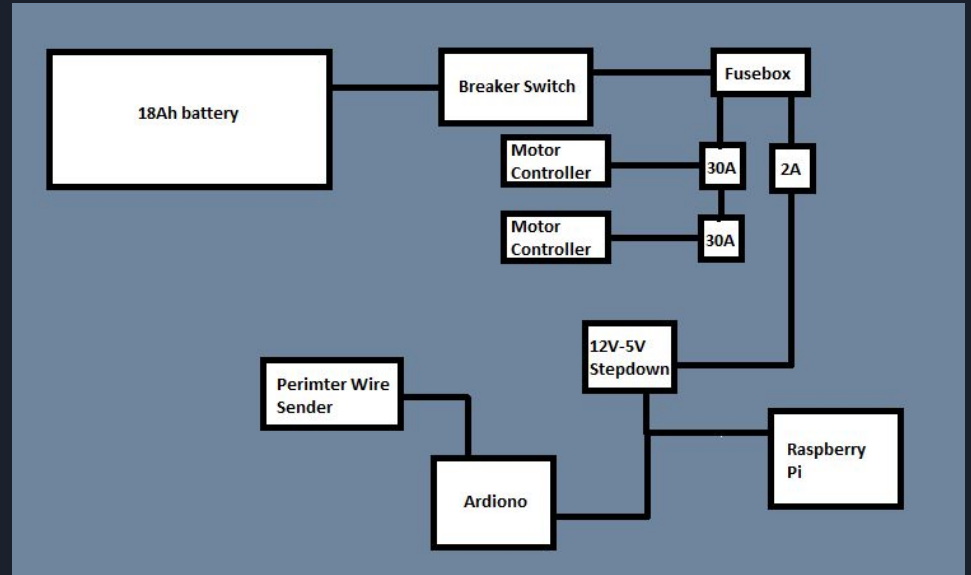 18Ah battery
Breaker Switch
Fusebox
Motor
Controller
30A
2A
Motor
Controller
30A
12V-5V
Stepdown
Perimter Wire
Sender
Raspberry
Pi
Ardiono